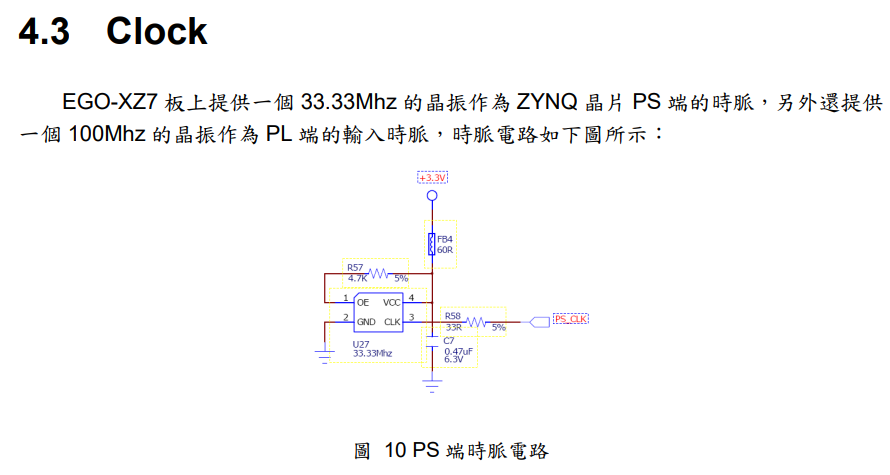 4.3 Clock
EGO-XZ7 板上提供一個 33.33Mhz 的晶振作為 ZYNQ 晶片 PS 端的時脈，另外還提供
一個 100Mhz 的晶振作為 PL 端的輸入時脈，時脈電路如下圖所示：
+3.3V
FB4
60R
R57
4.7K 5%
1 OE VCC 4
2 GND CLK 3
U27
33.33Mhz
R58
33R 5%
PS_CLK
C7
0.47uF
6.3V
圖 10 PS 端時脈電路